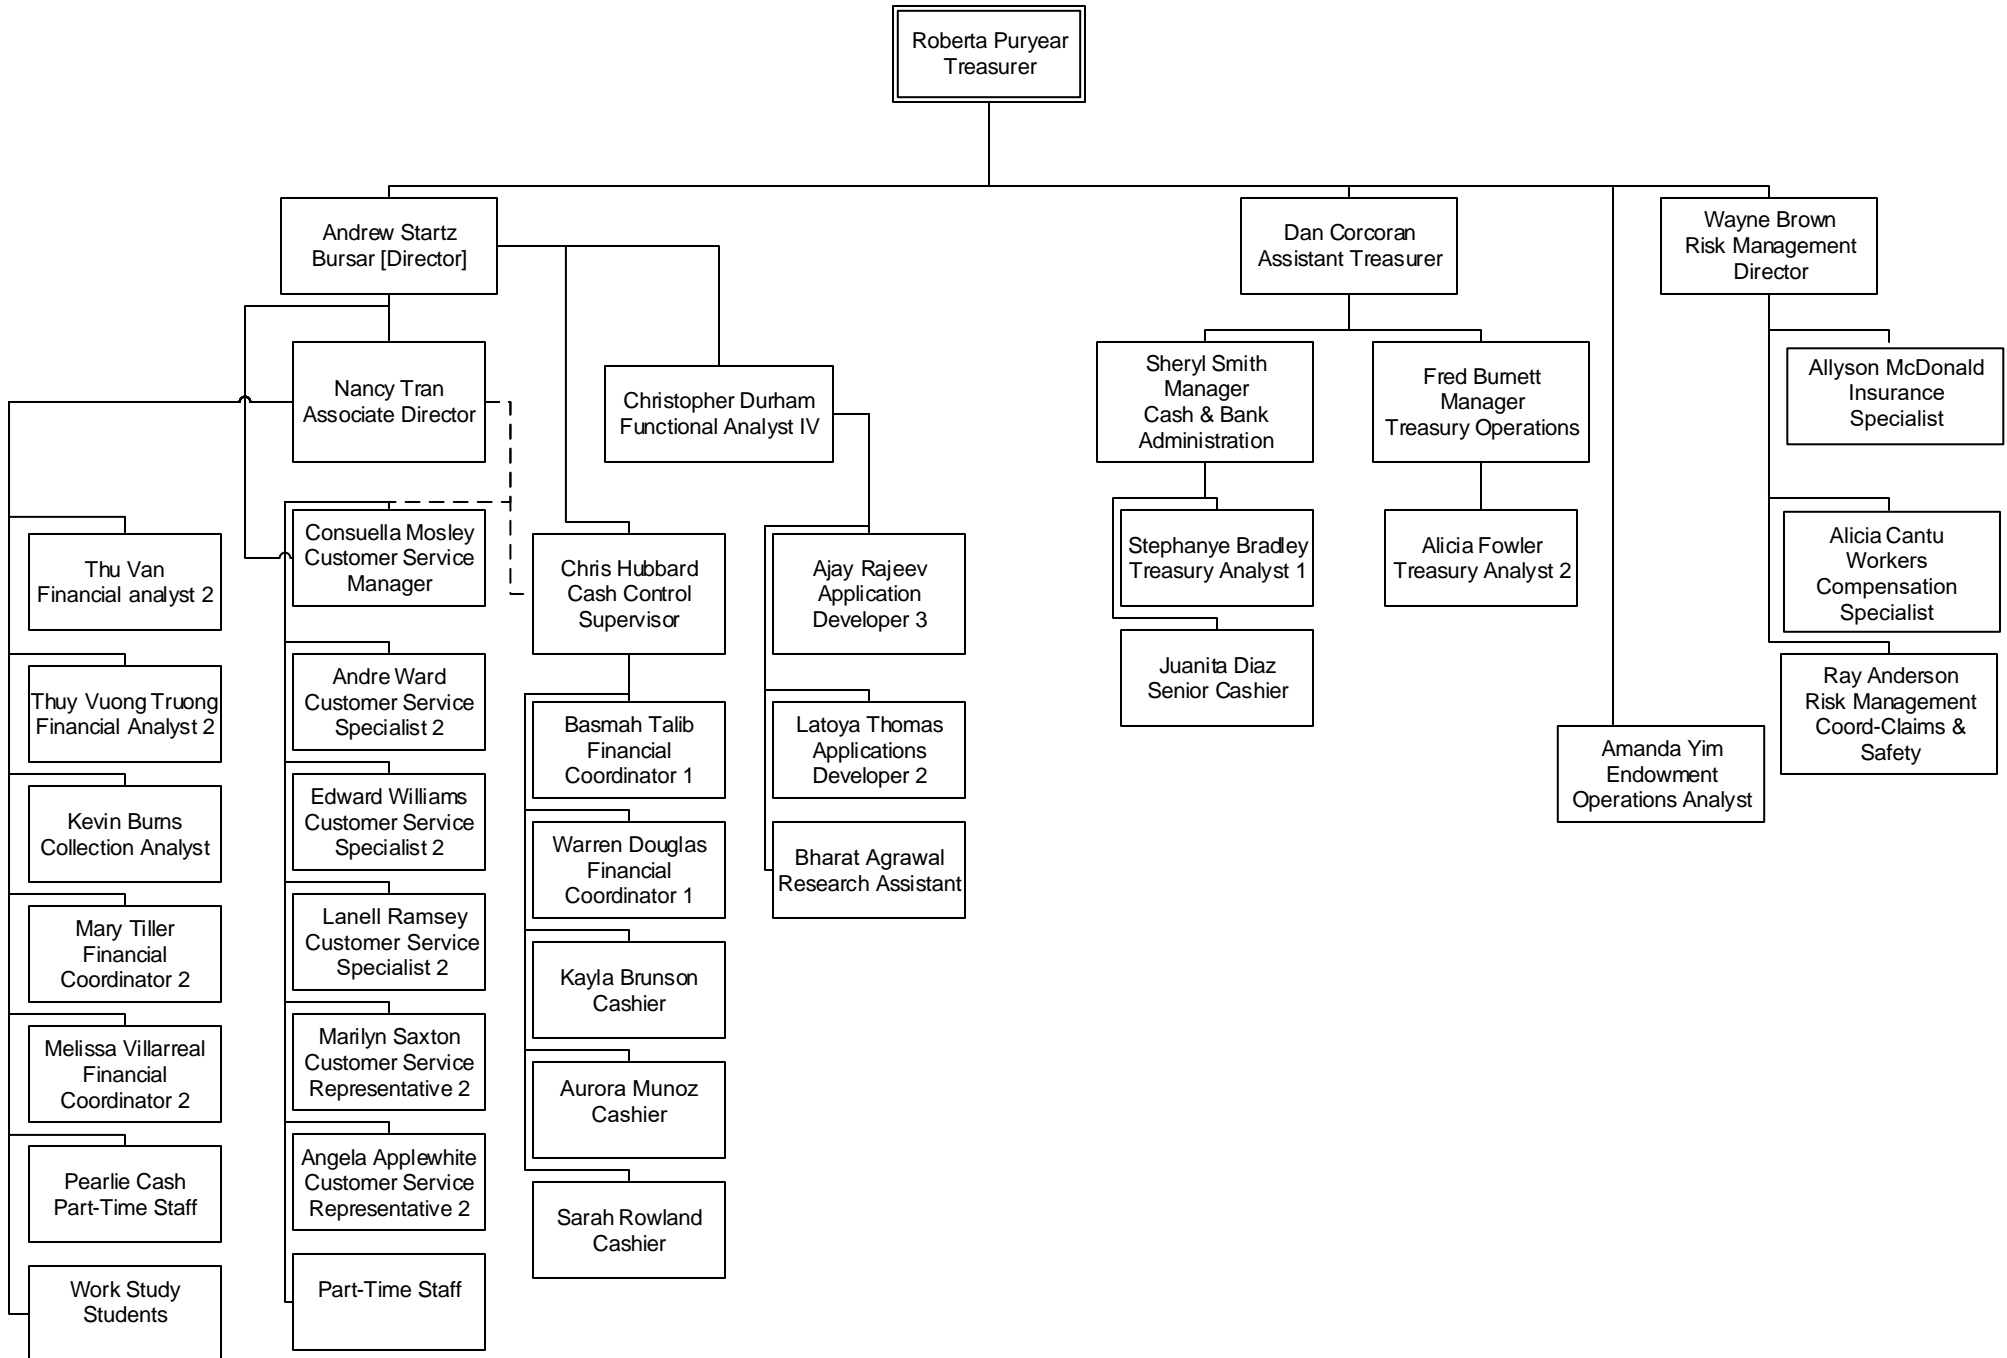 Roberta Puryear
Treasurer
Andrew Startz
Bursar [Director]
Dan Corcoran
Assistant Treasurer
Wayne Brown
Risk Management
Director
Nancy Tran
Associate Director
Christopher Durham
Functional Analyst IV
Sheryl Smith
Manager
Cash & Bank
Administration
Fred Burnett
Manager
Treasury Operations
Allyson McDonald
Insurance
Specialist
Thu Van
Financial analyst 2
Consuella Mosley
Customer Service
Manager
Chris Hubbard
Cash Control
Supervisor
Ajay Rajeev
Application
Developer 3
Stephanye Bradley
Treasury Analyst 1
Alicia Fowler
Treasury Analyst 2
Alicia Cantu
Workers
Compensation
Specialist
Thuy Vuong Truong
Financial Analyst 2
Andre Ward
Customer Service
Specialist 2
Basmah Talib
Financial
Coordinator 1
Latoya Thomas
Applications
Developer 2
Juanita Diaz
Senior Cashier
Ray Anderson
Risk Management
Coord-Claims &
Safety
Amanda Yim
Endowment
Operations Analyst
Kevin Burns
Collection Analyst
Edward Williams
Customer Service
Specialist 2
Warren Douglas
Financial
Coordinator 1
Bharat Agrawal
Research Assistant
Mary Tiller
Financial
Coordinator 2
Lanell Ramsey
Customer Service
Specialist 2
Kayla Brunson
Cashier
Melissa Villarreal
Financial
Coordinator 2
Marilyn Saxton
Customer Service
Representative 2
Aurora Munoz
Cashier
Pearlie Cash
Part-Time Staff
Angela Applewhite
Customer Service
Representative 2
Sarah Rowland
Cashier
Work Study
Students
Part-Time Staff